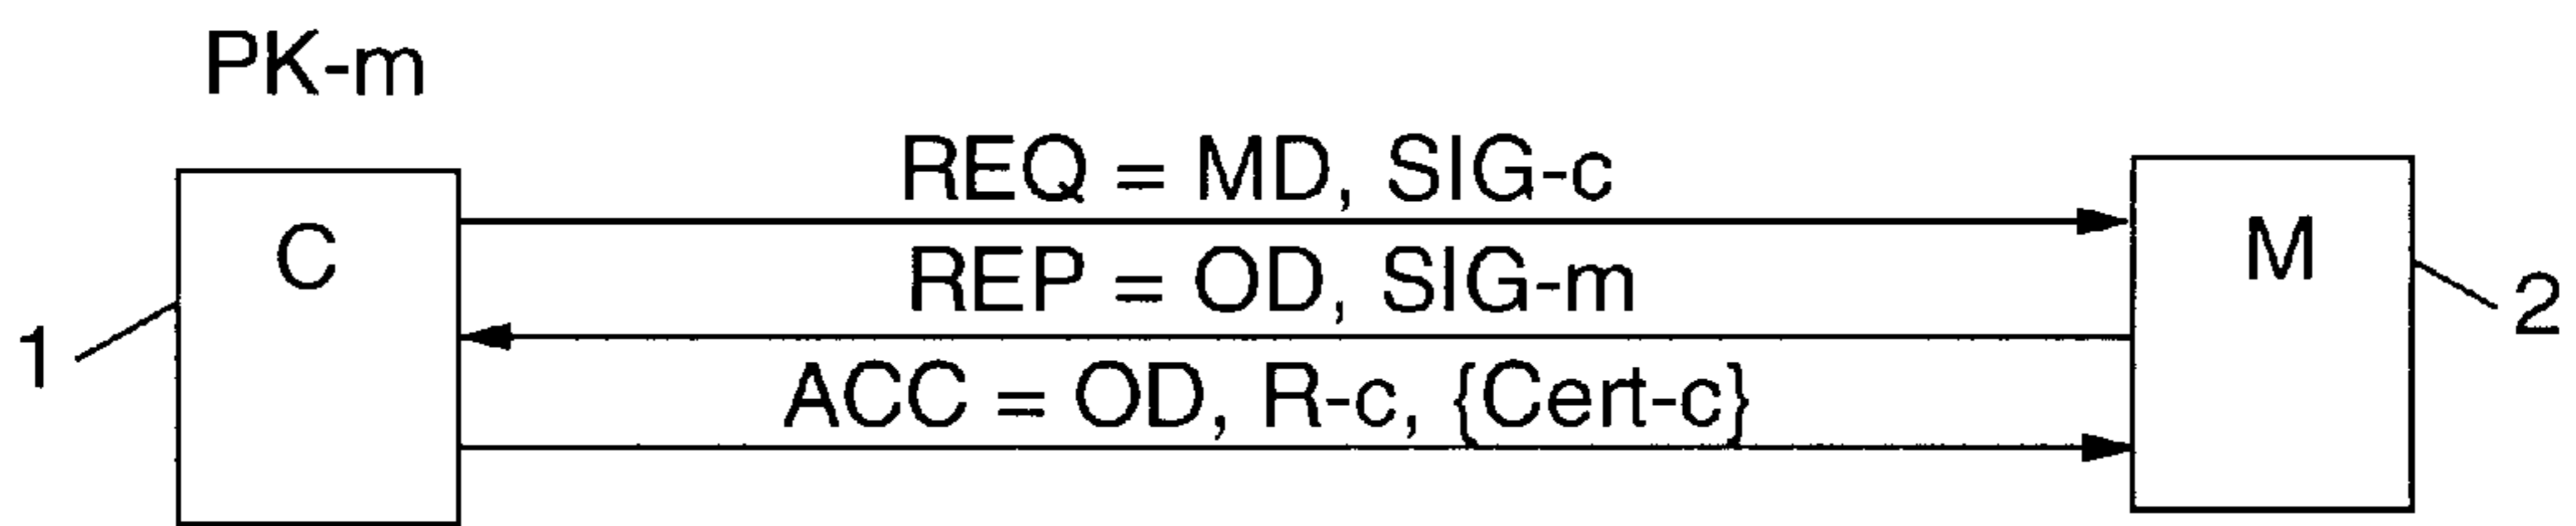 PK-m
REQ = MD, SIG-c
C
M
REP = OD, SIG-m
1
2
ACC = OD, R-c, {Cert-c}